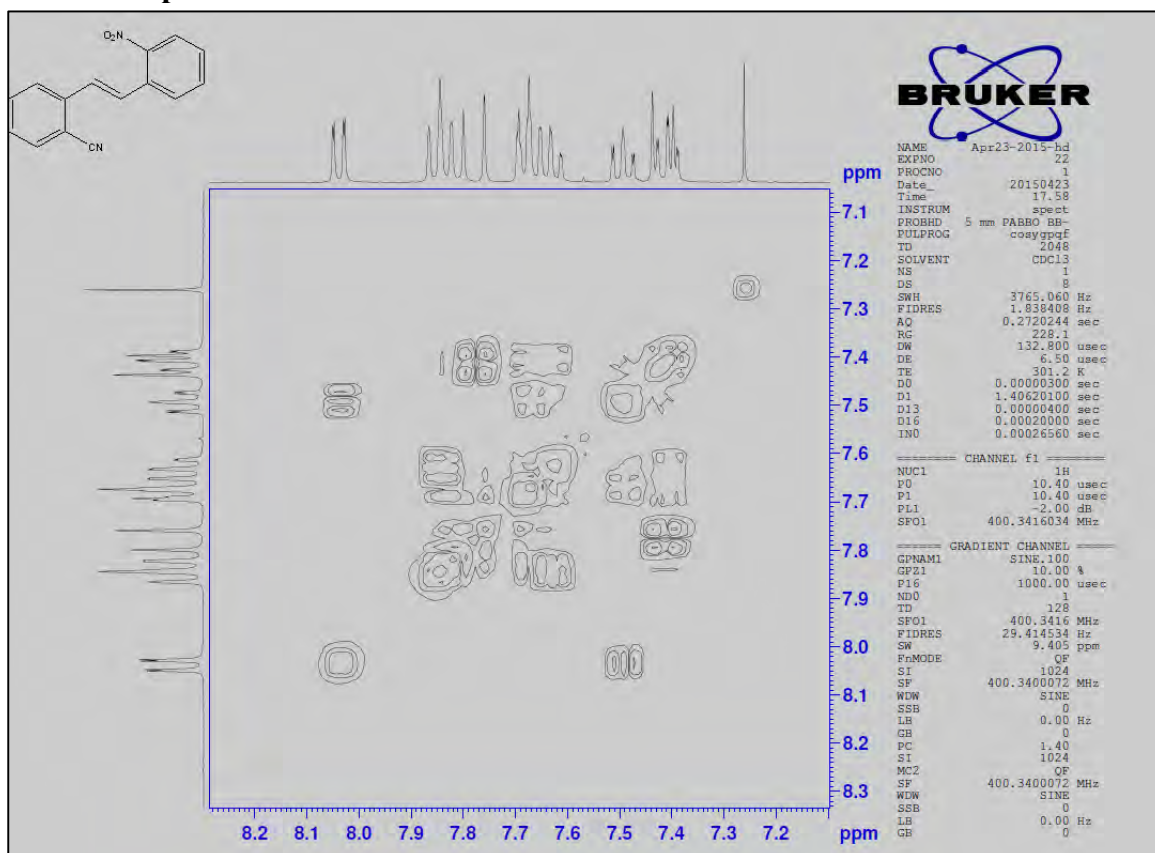 O₂N
CN
BRUKER
NAME Apr23-2015-hd
EXPNO 22
PROCNO 1
Date_ 20150423
Time 17.58
INSTRUM spect
PROBHD 5 mm PABBO BB-
PULPROG cosygpqf
TD 2048
SOLVENT CDCl3
NS 1
DS 8
SWH 3765.060 Hz
FIDRES 1.838408 Hz
AQ 0.2720244 sec
RG 228.1
DW 132.800 usec
DE 6.50 usec
TE 301.2 K
D0 0.00000300 sec
D1 1.40620100 sec
D13 0.00000400 sec
D16 0.00020000 sec
IN0 0.00026560 sec
======== CHANNEL f1 ========
NUC1 1H
P0 10.40 usec
P1 10.40 usec
PL1 -2.00 dB
SFO1 400.3416034 MHz
====== GRADIENT CHANNEL =====
GPNAM1 SINE.100
GPZ1 10.00 %
P16 1000.00 usec
ND0 1
TD 128
SFO1 400.3416 MHz
FIDRES 29.414534 Hz
SW 9.405 ppm
FnMODE QF
SI 1024
SF 400.3400072 MHz
WDW SINE
SSB 0
LB 0.00 Hz
GB 0
PC 1.40
SI 1024
MC2 QF
SF 400.3400072 MHz
WDW SINE
SSB 0
LB 0.00 Hz
GB 0
ppm
7.1
7.2
7.3
7.4
7.5
7.6
7.7
7.8
7.9
8.0
8.1
8.2
8.3
8.2 8.1 8.0 7.9 7.8 7.7 7.6 7.5 7.4 7.3 7.2 ppm